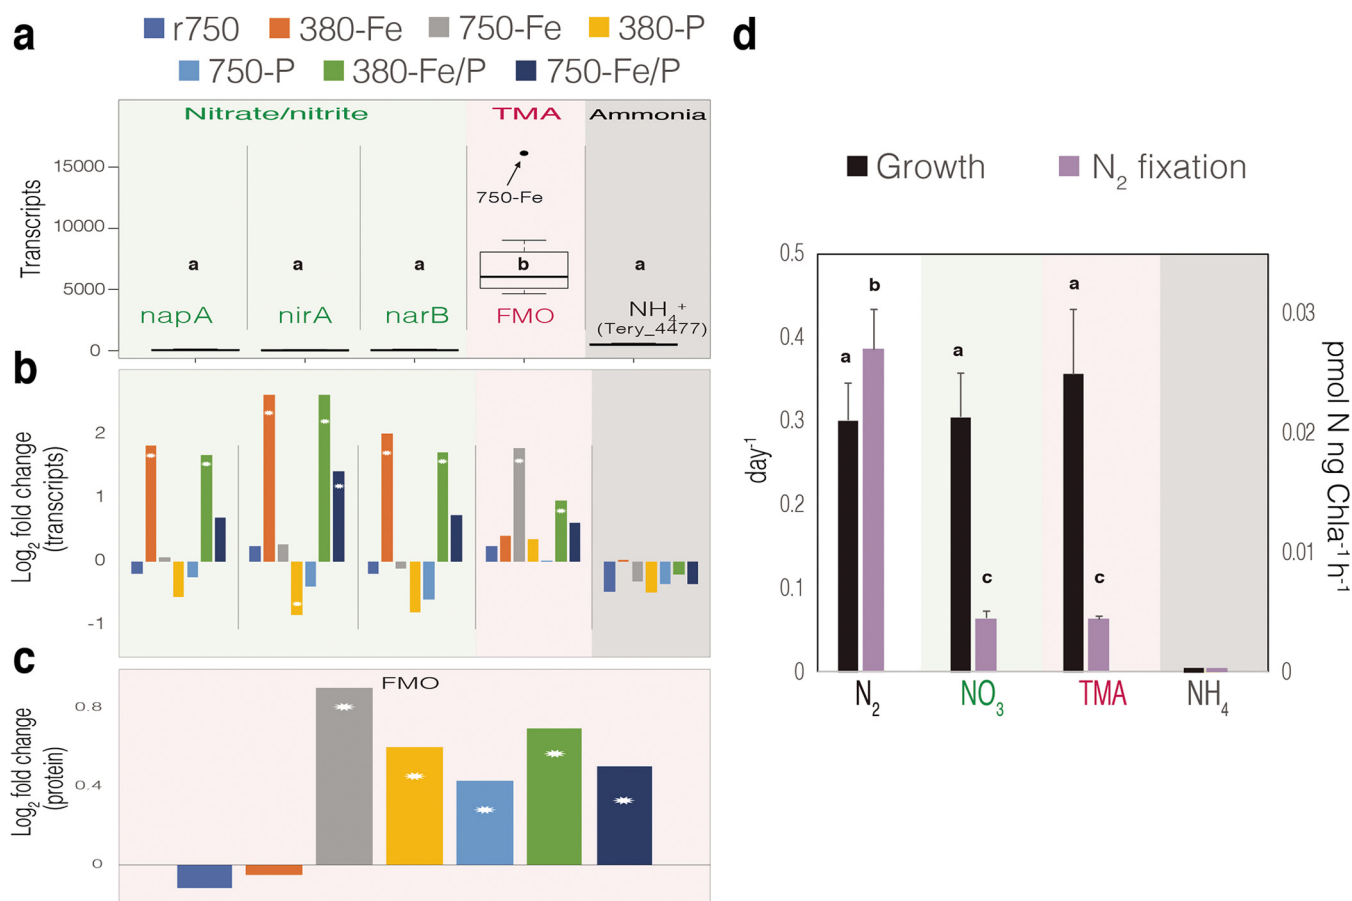 a
r750 380-Fe 750-Fe 380-P
750-P 380-Fe/P 750-Fe/P
Nitrate/nitrite TMA Ammonia
Transcripts
15000
10000
5000
0
750-Fe
a a a b a
napA nirA narB FMO NH₄⁺
(Tery_4477)
b
Log₂ fold change
(transcripts)
2
1
0
-1
c
Log₂ fold change
(protein)
FMO
0.8
0.4
0
d
Growth N₂ fixation
day⁻¹
0.5
0.4
0.3
0.2
0.1
0
a b a c a c
0.03
0.02
0.01
0
pmol N ng Chla⁻¹ h⁻¹
N₂ NO₃ TMA NH₄